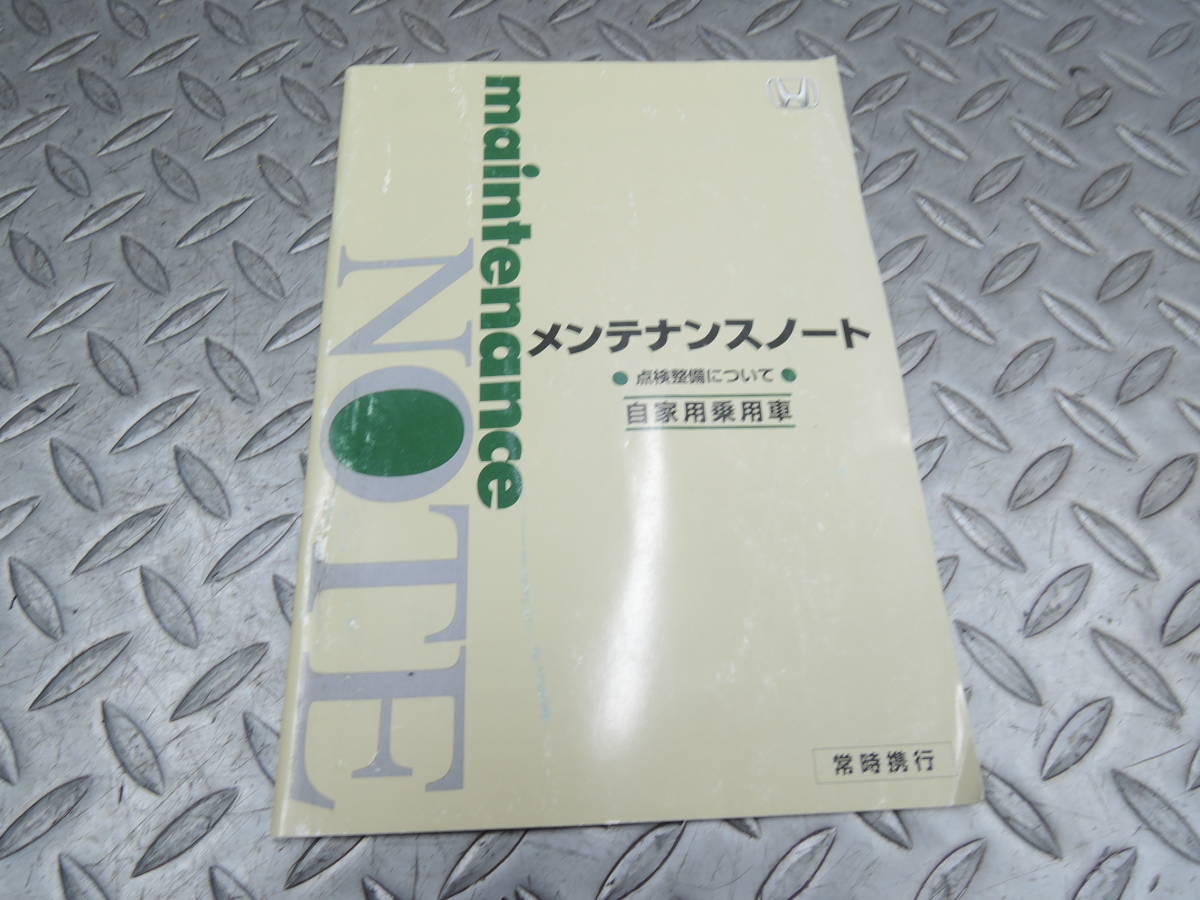 maintenance
NOTE
メンテナンスノート
● 点検整備について ●
自家用乗用車
常時携行